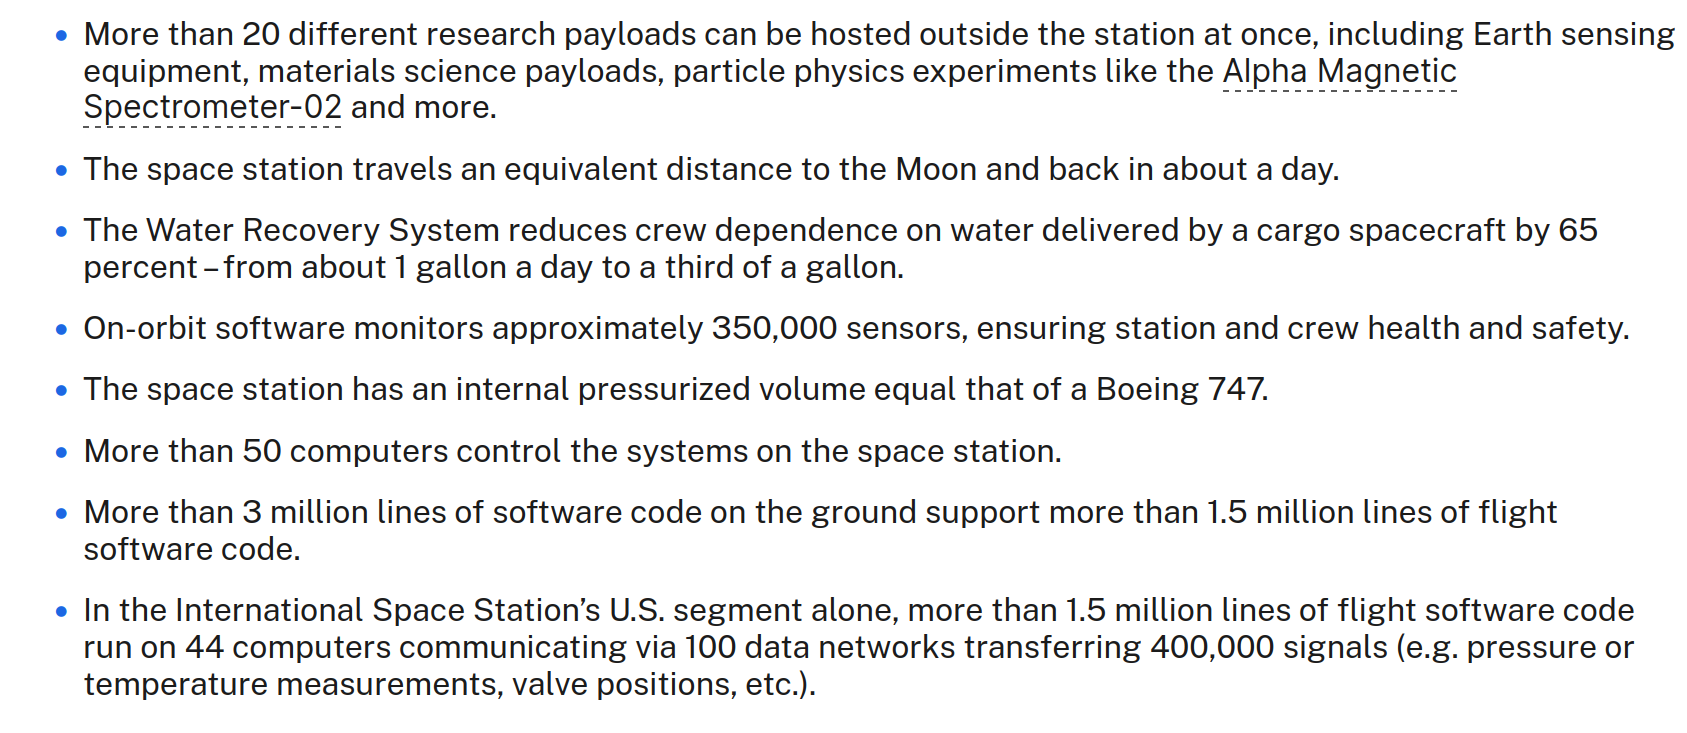 • More than 20 different research payloads can be hosted outside the station at once, including Earth sensing
equipment, materials science payloads, particle physics experiments like the Alpha Magnetic
Spectrometer-02 and more.
• The space station travels an equivalent distance to the Moon and back in about a day.
• The Water Recovery System reduces crew dependence on water delivered by a cargo spacecraft by 65
percent – from about 1 gallon a day to a third of a gallon.
• On-orbit software monitors approximately 350,000 sensors, ensuring station and crew health and safety.
• The space station has an internal pressurized volume equal that of a Boeing 747.
• More than 50 computers control the systems on the space station.
• More than 3 million lines of software code on the ground support more than 1.5 million lines of flight
software code.
• In the International Space Station’s U.S. segment alone, more than 1.5 million lines of flight software code
run on 44 computers communicating via 100 data networks transferring 400,000 signals (e.g. pressure or
temperature measurements, valve positions, etc.).